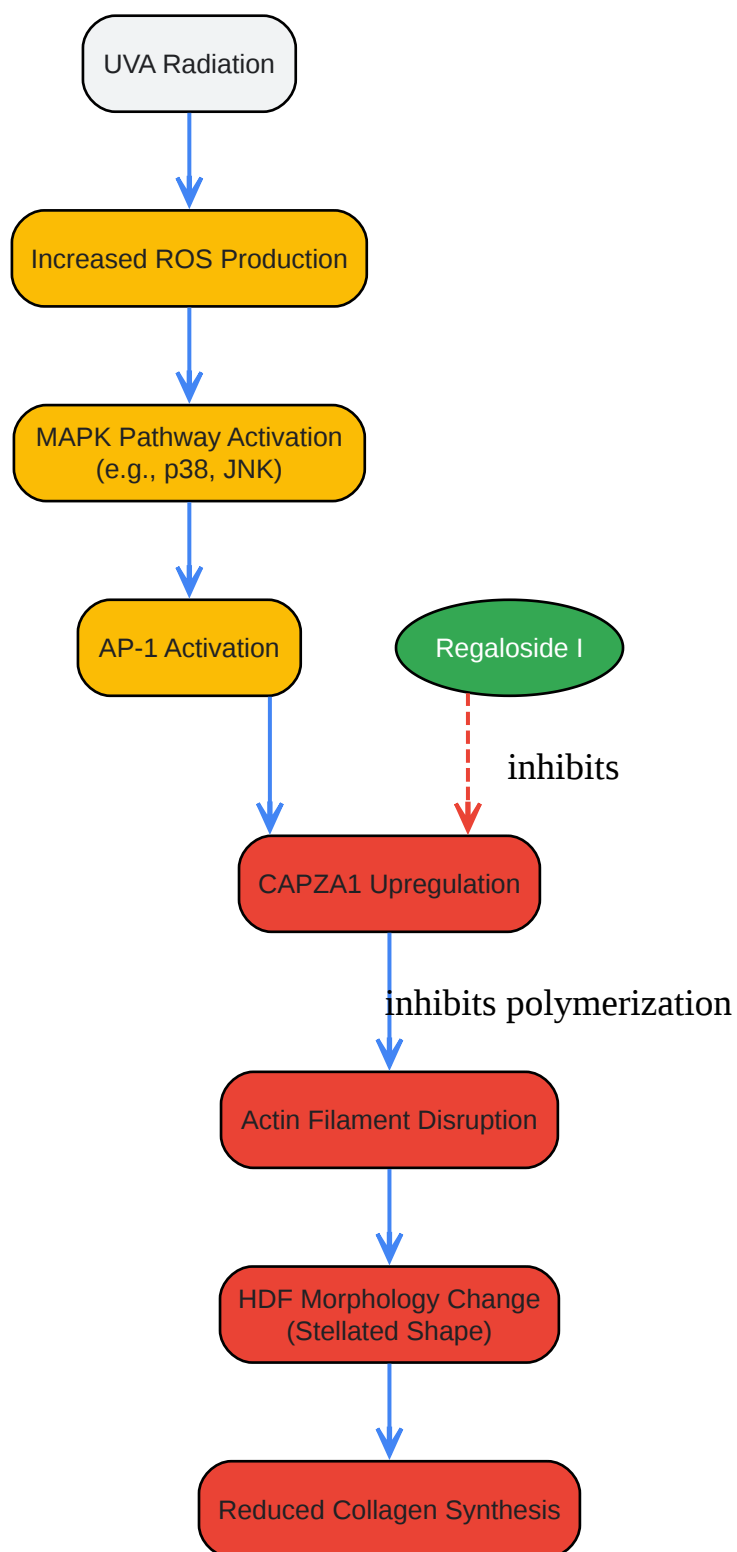 UVA Radiation
Increased ROS Production
MAPK Pathway Activation
(e.g., p38, JNK)
AP-1 Activation
Regaloside I
inhibits
CAPZA1 Upregulation
inhibits polymerization
Actin Filament Disruption
HDF Morphology Change
(Stellated Shape)
Reduced Collagen Synthesis